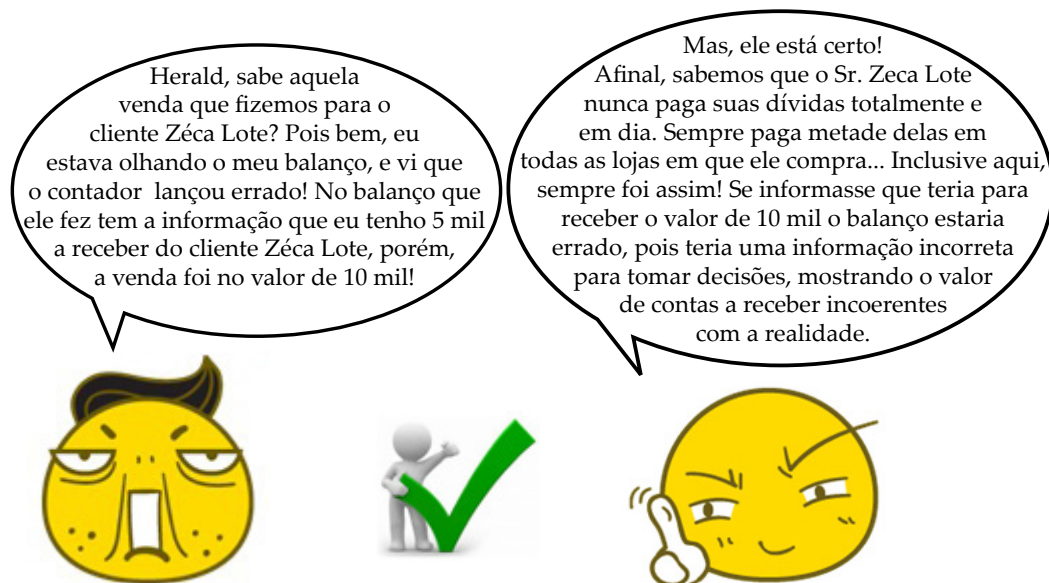 Herald, sabe aquela
venda que fizemos para o
cliente Zéca Lote? Pois bem, eu
estava olhando o meu balanço, e vi que
o contador lançou errado! No balanço que
ele fez tem a informação que eu tenho 5 mil
a receber do cliente Zéca Lote, porém,
a venda foi no valor de 10 mil!
Mas, ele está certo!
Afinal, sabemos que o Sr. Zeca Lote
nunca paga suas dívidas totalmente e
em dia. Sempre paga metade delas em
todas as lojas em que ele compra... Inclusive aqui,
sempre foi assim! Se informasse que teria para
receber o valor de 10 mil o balanço estaria
errado, pois teria uma informação incorreta
para tomar decisões, mostrando o valor
de contas a receber incoerentes
com a realidade.